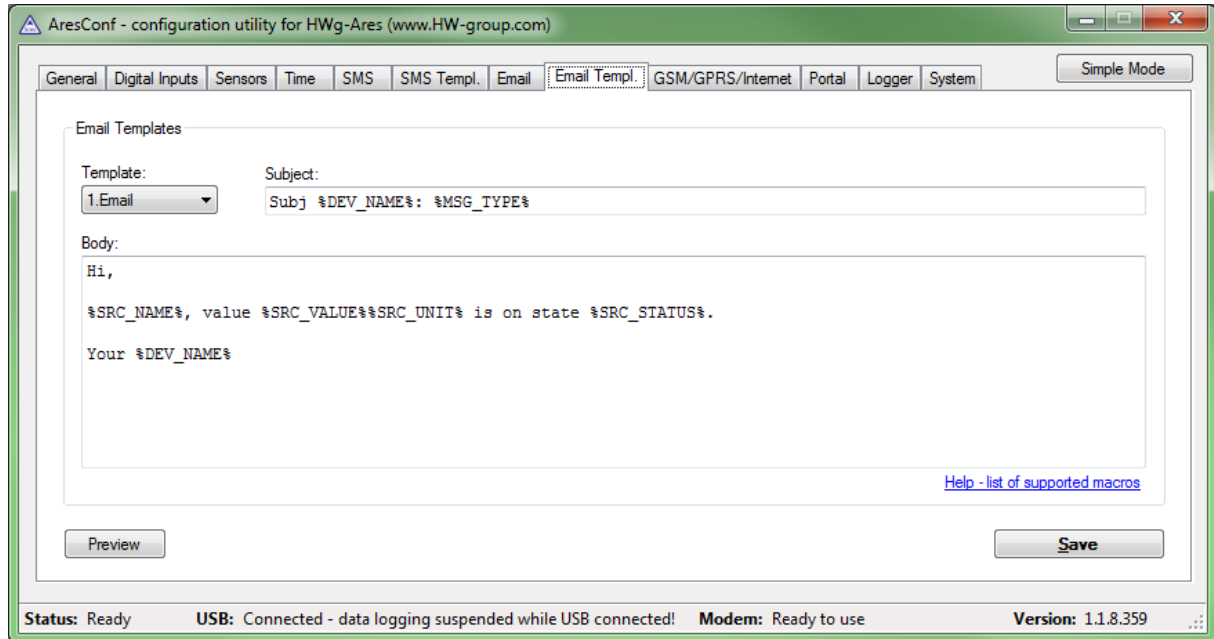 AresConf - configuration utility for HWg-Ares (www.HW-group.com)
Simple Mode
General Digital Inputs Sensors Time SMS SMS Templ. Email Email Templ. GSM/GPRS/Internet Portal Logger System
Email Templates
Template: Subject:
1.Email Subj %DEV_NAME%: %MSG_TYPE%
Body:
Hi,
%SRC_NAME%, value %SRC_VALUE%%SRC_UNIT% is on state %SRC_STATUS%.
Your %DEV_NAME%
Help - list of supported macros
Preview Save
Status: Ready USB: Connected - data logging suspended while USB connected! Modem: Ready to use Version: 1.1.8.359